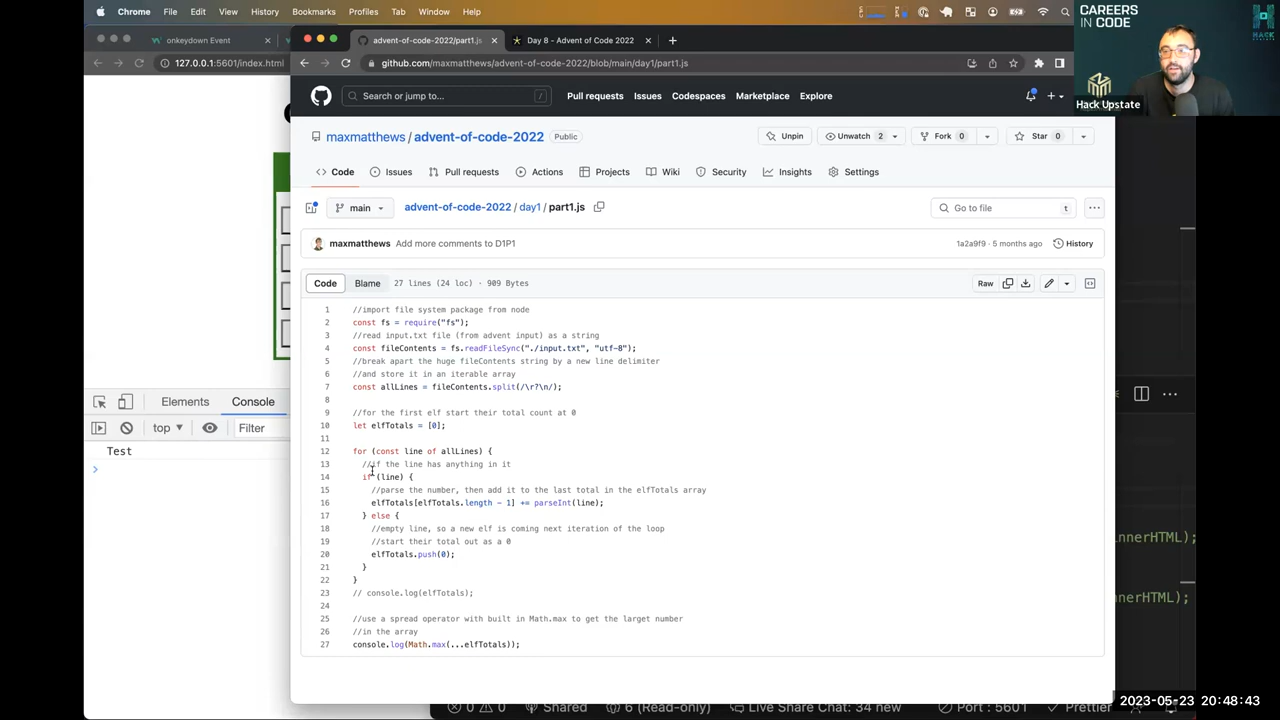 Chrome File Edit View History Bookmarks Profiles Tab Window Help
CAREERS
IN CODE
HACK
onkeydown Event
advent-of-code-2022/part1.js
Day 8 - Advent of Code 2022
127.0.0.1:5601/index.html
github.com/maxmatthews/advent-of-code-2022/blob/main/day1/part1.js
Search or jump to... /
Pull requests Issues Codespaces Marketplace Explore
Hack Upstate
maxmatthews / advent-of-code-2022 Public
Unpin Unwatch 2 Fork 0 Star 0
Code Issues Pull requests Actions Projects Wiki Security Insights Settings
main advent-of-code-2022 / day1 / part1.js Go to file t
maxmatthews Add more comments to D1P1 1a2a9f9 · 5 months ago History
Code Blame 27 lines (24 loc) · 909 Bytes Raw
1 //import file system package from node
2 const fs = require("fs");
3 //read input.txt file (from advent input) as a string
4 const fileContents = fs.readFileSync("./input.txt", "utf-8");
5 //break apart the huge fileContents string by a new line delimiter
6 //and store it in an iterable array
7 const allLines = fileContents.split(/\r?\n/);
8
9 //for the first elf start their total count at 0
10 let elfTotals = [0];
11
12 for (const line of allLines) {
13 //if the line has anything in it
14 if (line) {
15 //parse the number, then add it to the last total in the elfTotals array
16 elfTotals[elfTotals.length - 1] += parseInt(line);
17 } else {
18 //empty line, so a new elf is coming next iteration of the loop
19 //start their total out as a 0
20 elfTotals.push(0);
21 }
22 }
23 // console.log(elfTotals);
24
25 //use a spread operator with built in Math.max to get the larget number
26 //in the array
27 console.log(Math.max(...elfTotals));
Elements Console
top Filter
Test
innerHTML);
nnerHTML);
0 0 Shared 6 (Read-only) Live Share Chat: 34 new Port : 5601 Prettier
2023-05-23 20:48:43